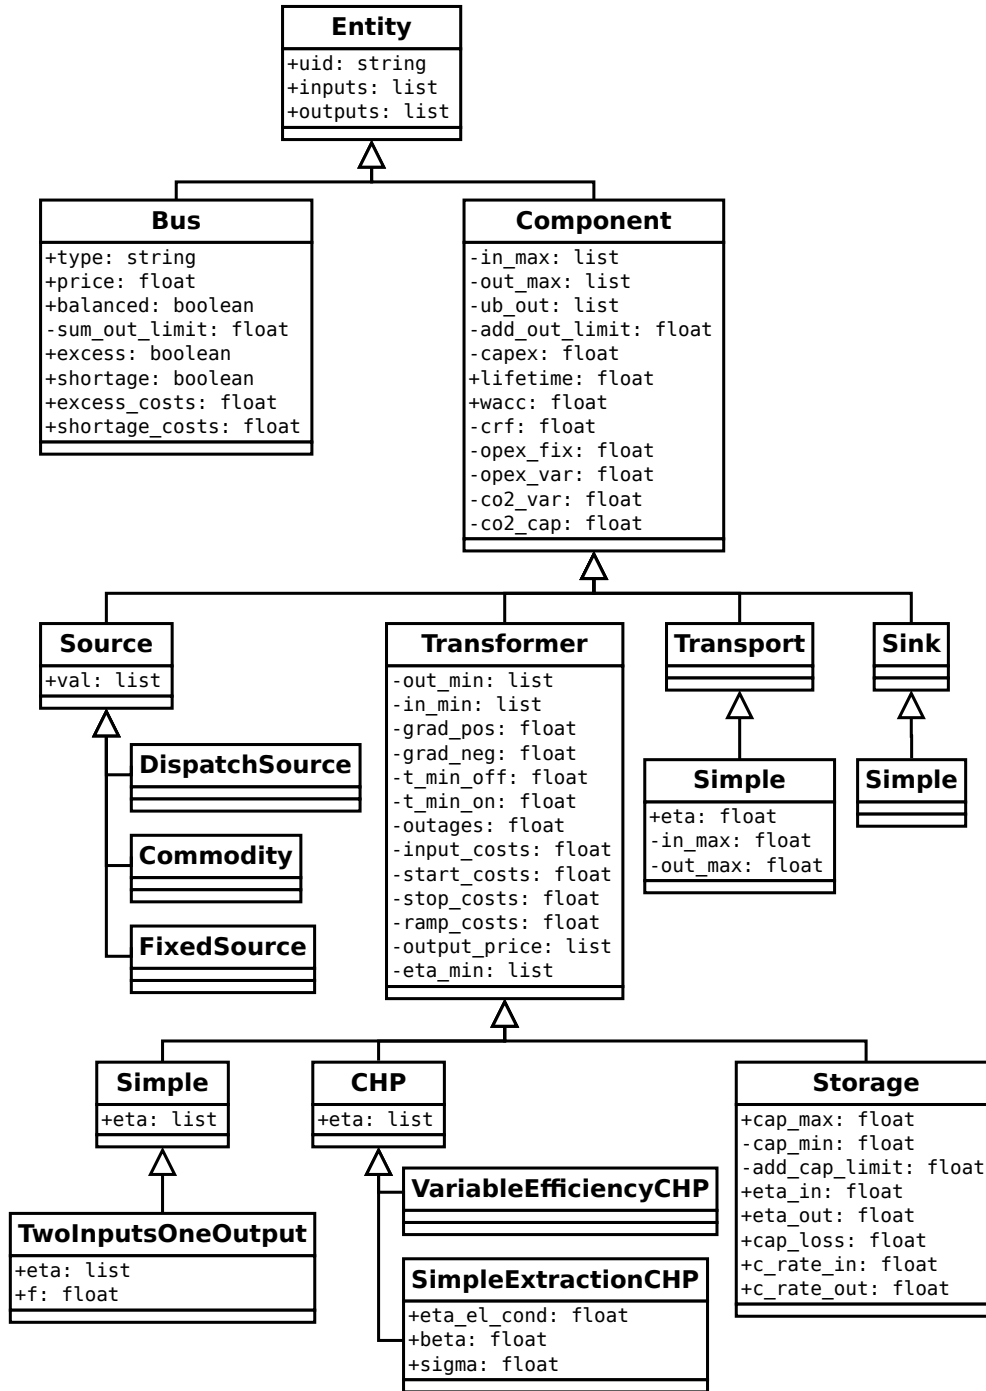 Entity
+uid: string
+inputs: list
+outputs: list
Bus
+type: string
+price: float
+balanced: boolean
-sum_out_limit: float
+excess: boolean
+shortage: boolean
+excess_costs: float
+shortage_costs: float
Component
-in_max: list
-out_max: list
-ub_out: list
-add_out_limit: float
-capex: float
+lifetime: float
+wacc: float
-crf: float
-opex_fix: float
-opex_var: float
-co2_var: float
-co2_cap: float
Source
+val: list
DispatchSource
Commodity
FixedSource
Transformer
-out_min: list
-in_min: list
-grad_pos: float
-grad_neg: float
-t_min_off: float
-t_min_on: float
-outages: float
-input_costs: float
-start_costs: float
-stop_costs: float
-ramp_costs: float
-output_price: list
-eta_min: list
Transport
Simple
+eta: float
-in_max: float
-out_max: float
Sink
Simple
Simple
+eta: list
TwoInputsOneOutput
+eta: list
+f: float
CHP
+eta: list
VariableEfficiencyCHP
SimpleExtractionCHP
+eta_el_cond: float
+beta: float
+sigma: float
Storage
+cap_max: float
-cap_min: float
-add_cap_limit: float
+eta_in: float
+eta_out: float
+cap_loss: float
+c_rate_in: float
+c_rate_out: float